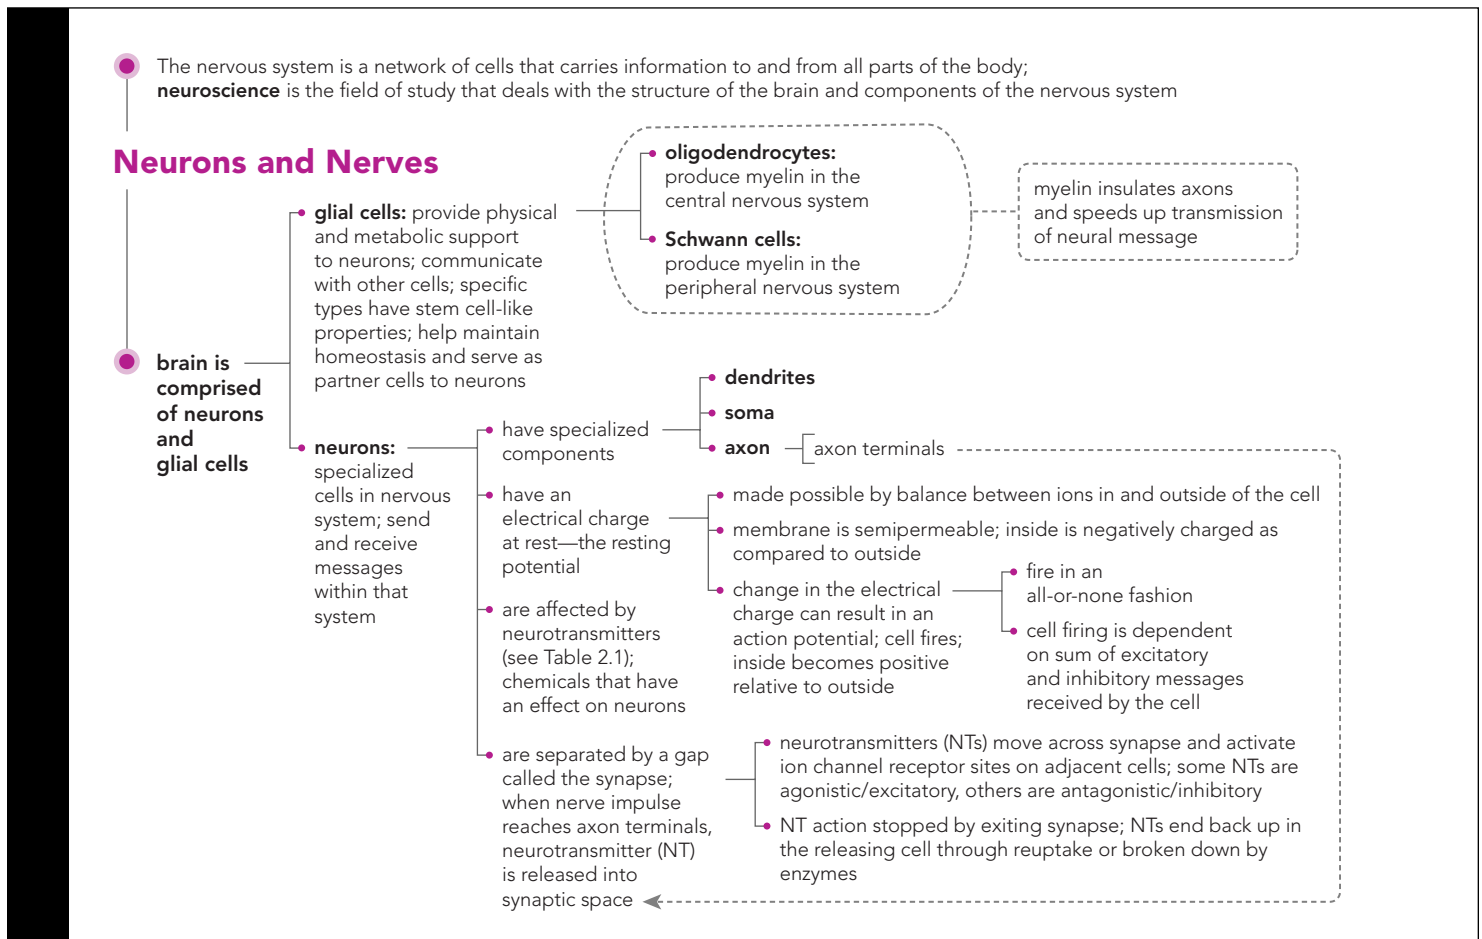 The nervous system is a network of cells that carries information to and from all parts of the body;
neuroscience is the field of study that deals with the structure of the brain and components of the nervous system
Neurons and Nerves
brain is
comprised
of neurons
and
glial cells
glial cells: provide physical
and metabolic support
to neurons; communicate
with other cells; specific
types have stem cell-like
properties; help maintain
homeostasis and serve as
partner cells to neurons
oligodendrocytes:
produce myelin in the
central nervous system
Schwann cells:
produce myelin in the
peripheral nervous system
myelin insulates axons
and speeds up transmission
of neural message
neurons:
specialized
cells in nervous
system; send
and receive
messages
within that
system
have specialized
components
dendrites
soma
axon
axon terminals
have an
electrical charge
at rest—the resting
potential
made possible by balance between ions in and outside of the cell
membrane is semipermeable; inside is negatively charged as
compared to outside
change in the electrical
charge can result in an
action potential; cell fires;
inside becomes positive
relative to outside
fire in an
all-or-none fashion
cell firing is dependent
on sum of excitatory
and inhibitory messages
received by the cell
are affected by
neurotransmitters
(see Table 2.1);
chemicals that have
an effect on neurons
are separated by a gap
called the synapse;
when nerve impulse
reaches axon terminals,
neurotransmitter (NT)
is released into
synaptic space
neurotransmitters (NTs) move across synapse and activate
ion channel receptor sites on adjacent cells; some NTs are
agonistic/excitatory, others are antagonistic/inhibitory
NT action stopped by exiting synapse; NTs end back up in
the releasing cell through reuptake or broken down by
enzymes